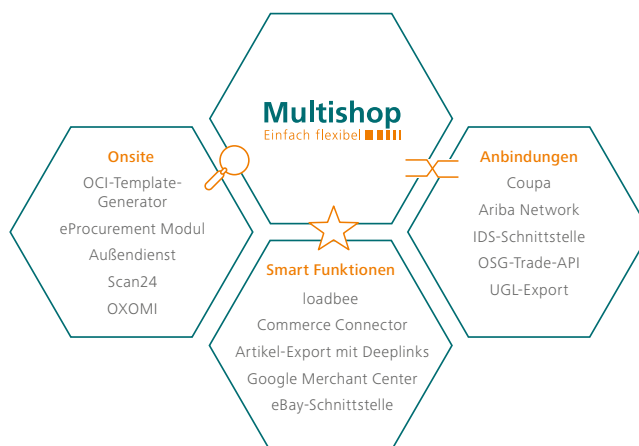 Multishop
Einfach flexibel
Onsite
OCI-Template-
Generator
eProcurement Modul
Außendienst
Scan24
OXOMI
Smart Funktionen
loadbee
Commerce Connector
Artikel-Export mit Deeplinks
Google Merchant Center
eBay-Schnittstelle
Anbindungen
Coupa
Ariba Network
IDS-Schnittstelle
OSG-Trade-API
UGL-Export